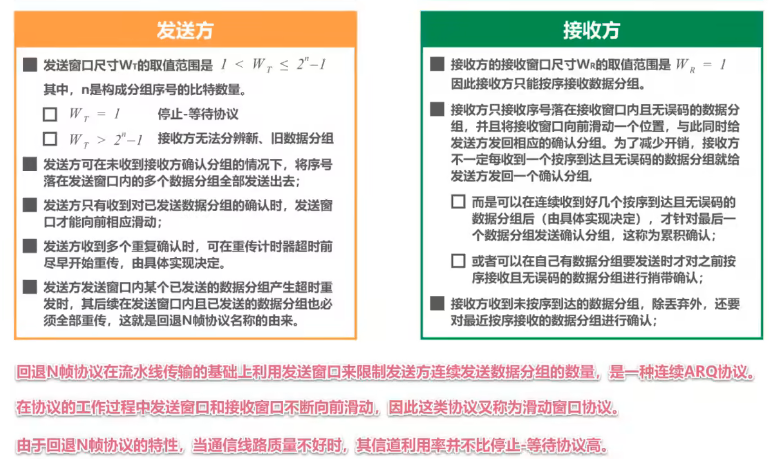 发送方
发送窗口尺寸WT的取值范围是 1 < W_T ≤ 2^n−1
其中，n是构成分组序号的比特数量。
W_T = 1 停止-等待协议
W_T > 2^n−1 接收方无法分辨新、旧数据分组
发送方可在未收到接收方确认分组的情况下，将序号
落在发送窗口内的多个数据分组全部发送出去；
发送方只有收到对已发送数据分组的确认时，发送窗
口才能向前相应滑动；
发送方收到多个重复确认时，可在重传计时器超时前
尽早开始重传，由具体实现决定。
发送方发送窗口内某个已发送的数据分组产生超时重
发时，其后续在发送窗口内且已发送的数据分组也必
须全部重传，这就是回退N帧协议名称的由来。
接收方
接收方的接收窗口尺寸WR的取值范围是 W_R = 1
因此接收方只能按序接收数据分组。
接收方只接收序号落在接收窗口内且无误码的数据分
组，并且将接收窗口向前滑动一个位置，与此同时给
发送方发回相应的确认分组。为了减少开销，接收方
不一定每收到一个按序到达且无误码的数据分组就给
发送方发回一个确认分组，
而是可以在连续收到好几个按序到达且无误码的
数据分组后（由具体实现决定），才针对最后一
个数据分组发送确认分组，这称为累积确认；
或者可以在自己有数据分组要发送时才对之前按
序接收且无误码的数据分组进行捎带确认；
接收方收到未按序到达的数据分组，除丢弃外，还要
对最近按序接收的数据分组进行确认；
回退N帧协议在流水线传输的基础上利用发送窗口来限制发送方连续发送数据分组的数量，是一种连续ARQ协议。
在协议的工作过程中发送窗口和接收窗口不断向前滑动，因此这类协议又称为滑动窗口协议。
由于回退N帧协议的特性，当通信线路质量不好时，其信道利用率并不比停止-等待协议高。